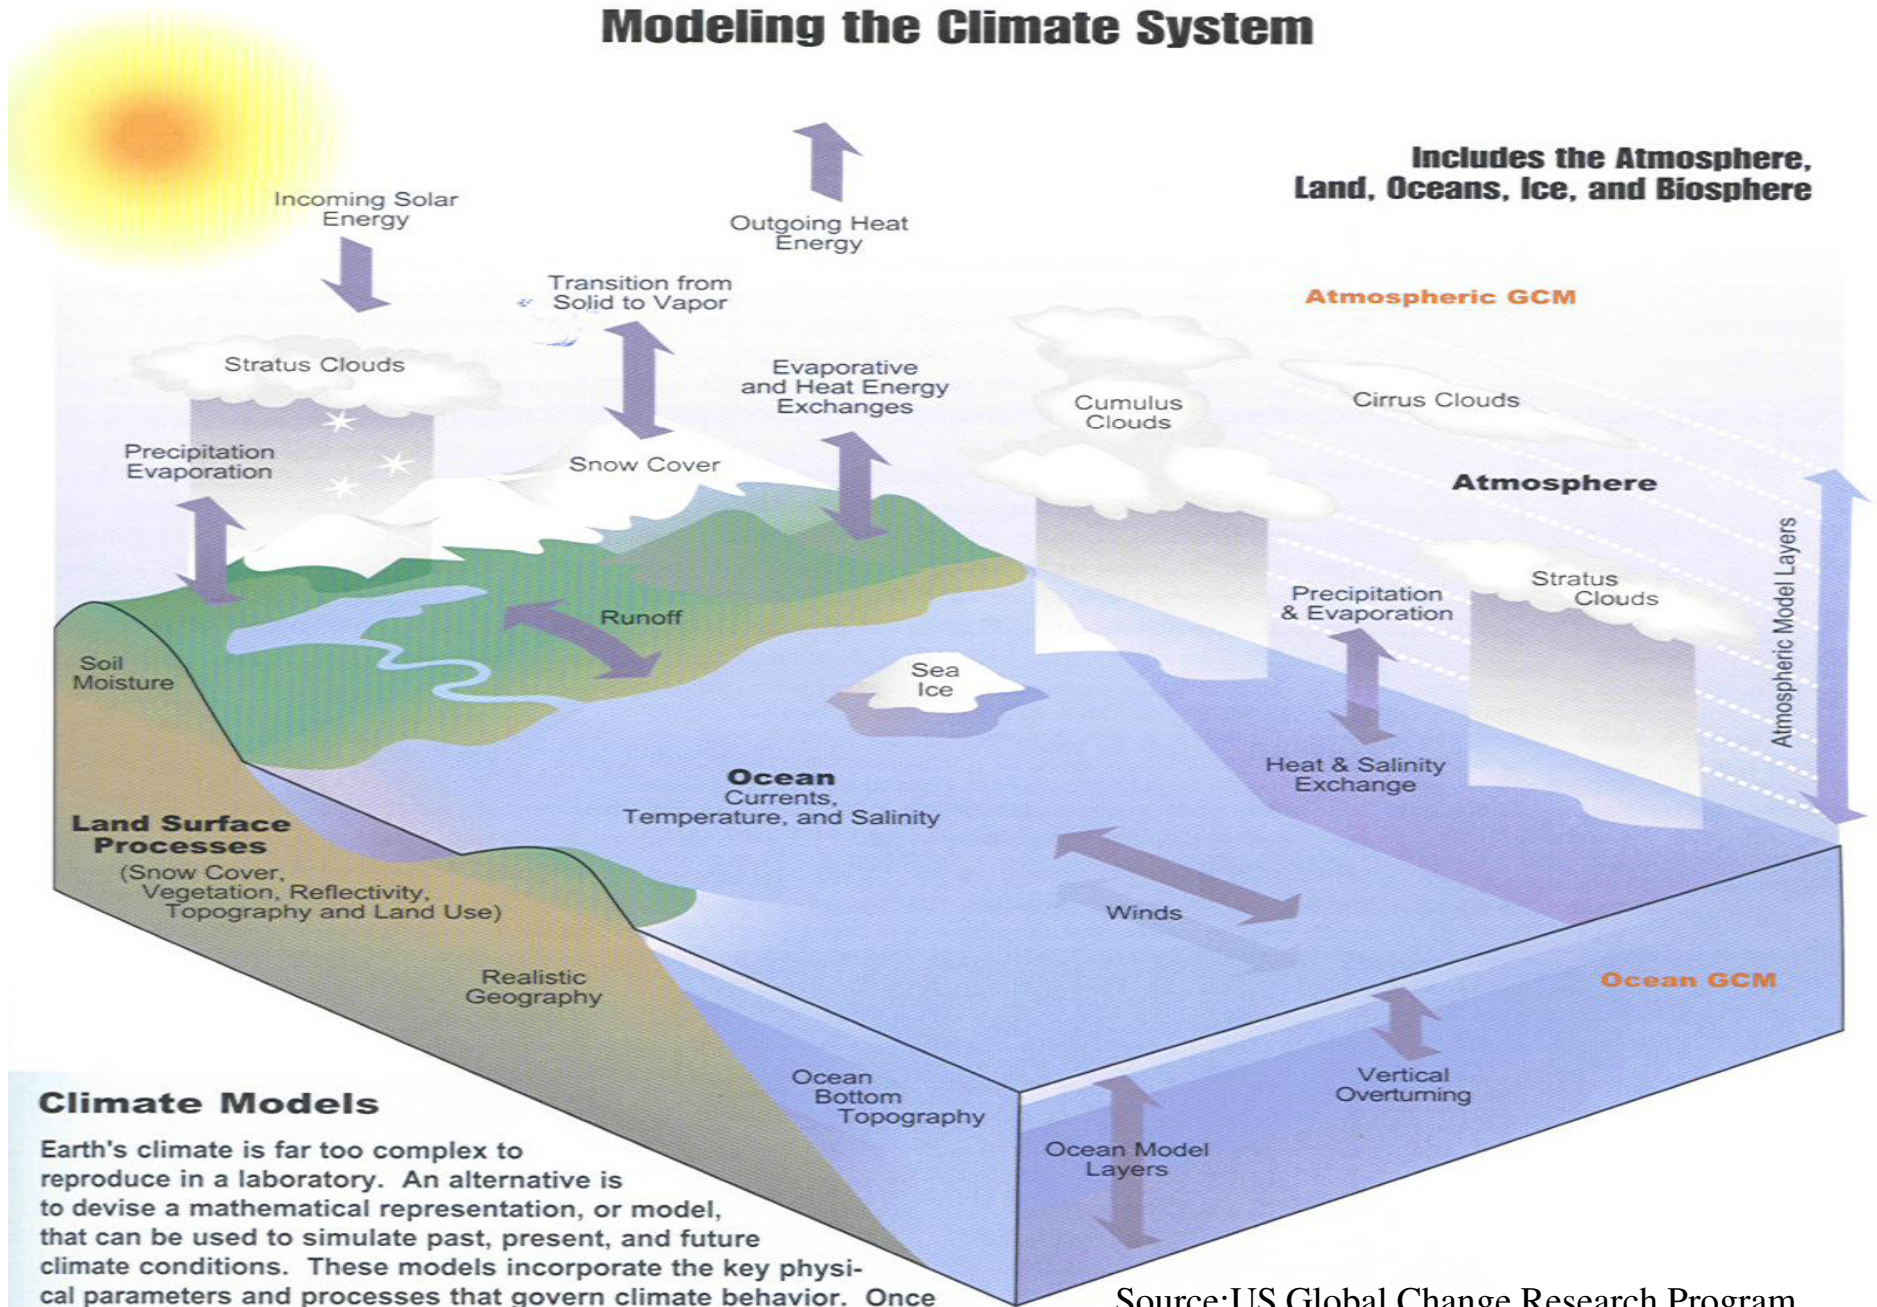 Modeling the Climate System
Includes the Atmosphere,
Land, Oceans, Ice, and Biosphere
Incoming Solar
Energy
Outgoing Heat
Energy
Transition from
Solid to Vapor
Atmospheric GCM
Stratus Clouds
Evaporative
and Heat Energy
Exchanges
Cumulus
Clouds
Cirrus Clouds
Precipitation
Evaporation
Snow Cover
Atmosphere
Atmospheric Model Layers
Stratus
Clouds
Precipitation
& Evaporation
Runoff
Soil
Moisture
Sea
Ice
Heat & Salinity
Exchange
Ocean
Currents,
Temperature, and Salinity
Land Surface
Processes
(Snow Cover,
Vegetation, Reflectivity,
Topography and Land Use)
Winds
Realistic
Geography
Ocean GCM
Ocean
Bottom
Topography
Vertical
Overturning
Ocean Model
Layers
Climate Models
Earth's climate is far too complex to
reproduce in a laboratory. An alternative is
to devise a mathematical representation, or model,
that can be used to simulate past, present, and future
climate conditions. These models incorporate the key physi-
cal parameters and processes that govern climate behavior. Once
Source:US Global Change Research Program